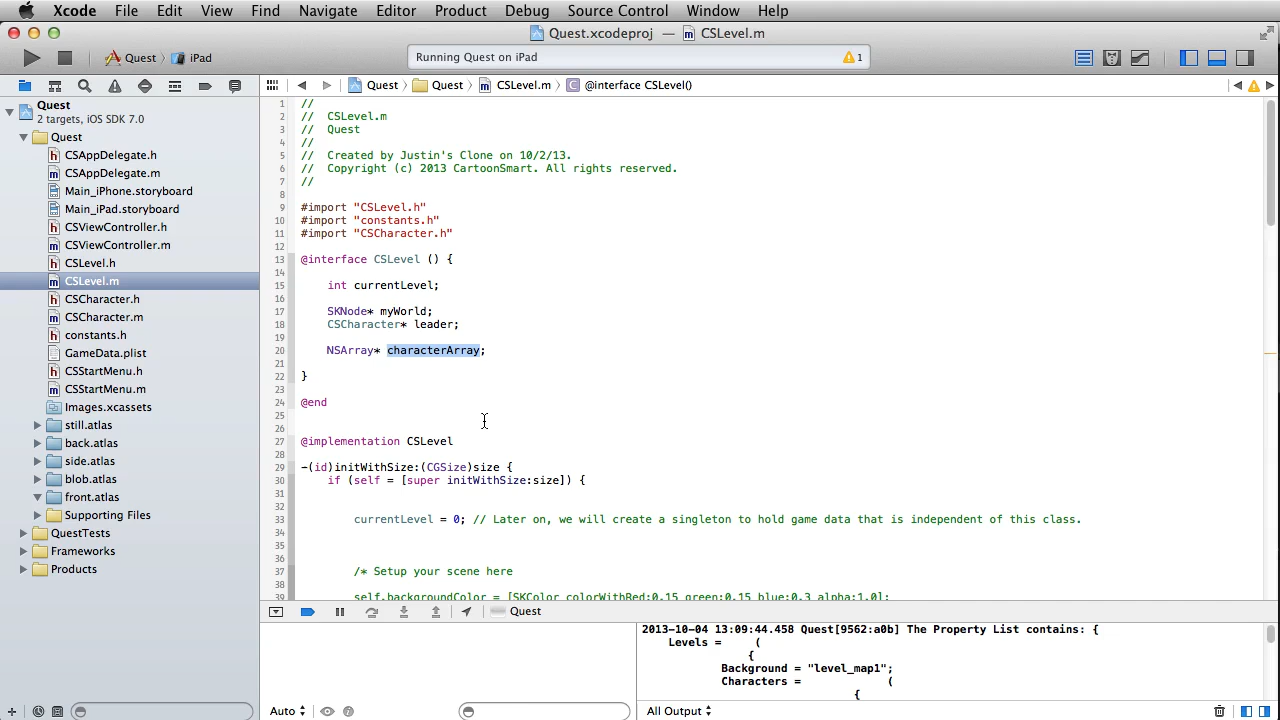 Xcode File Edit View Find Navigate Editor Product Debug Source Control Window Help
Quest.xcodeproj — CSLevel.m
Quest iPad
Running Quest on iPad
1
Quest Quest CSLevel.m @interface CSLevel()
Quest
2 targets, iOS SDK 7.0
Quest
CSAppDelegate.h
CSAppDelegate.m
Main_iPhone.storyboard
Main_iPad.storyboard
CSViewController.h
CSViewController.m
CSLevel.h
CSLevel.m
CSCharacter.h
CSCharacter.m
constants.h
GameData.plist
CSStartMenu.h
CSStartMenu.m
Images.xcassets
still.atlas
back.atlas
side.atlas
blob.atlas
front.atlas
Supporting Files
QuestTests
Frameworks
Products
1 //
2 // CSLevel.m
3 // Quest
4 //
5 // Created by Justin's Clone on 10/2/13.
6 // Copyright (c) 2013 CartoonSmart. All rights reserved.
7 //
8
9 #import "CSLevel.h"
10 #import "constants.h"
11 #import "CSCharacter.h"
12
13 @interface CSLevel () {
14
15 int currentLevel;
16
17 SKNode* myWorld;
18 CSCharacter* leader;
19
20 NSArray* characterArray;
21
22 }
23
24 @end
25
26
27 @implementation CSLevel
28
29 -(id)initWithSize:(CGSize)size {
30 if (self = [super initWithSize:size]) {
31
32
33 currentLevel = 0; // Later on, we will create a singleton to hold game data that is independent of this class.
34
35
36
37 /* Setup your scene here
38
39 self.backgroundColor = [SKColor colorWithRed:0.15 green:0.15 blue:0.3 alpha:1.0];
Quest
2013-10-04 13:09:44.458 Quest[9562:a0b] The Property List contains: {
Levels = (
{
Background = "level_map1";
Characters = (
{
Auto
All Output